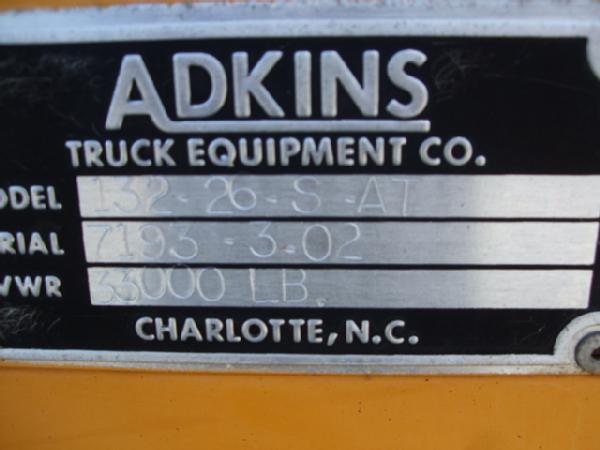 ADKINS
TRUCK EQUIPMENT CO.
ODEL 132-26-S-AT
RIAL 7193-3-02
VWR 33000 LB.
CHARLOTTE, N.C.